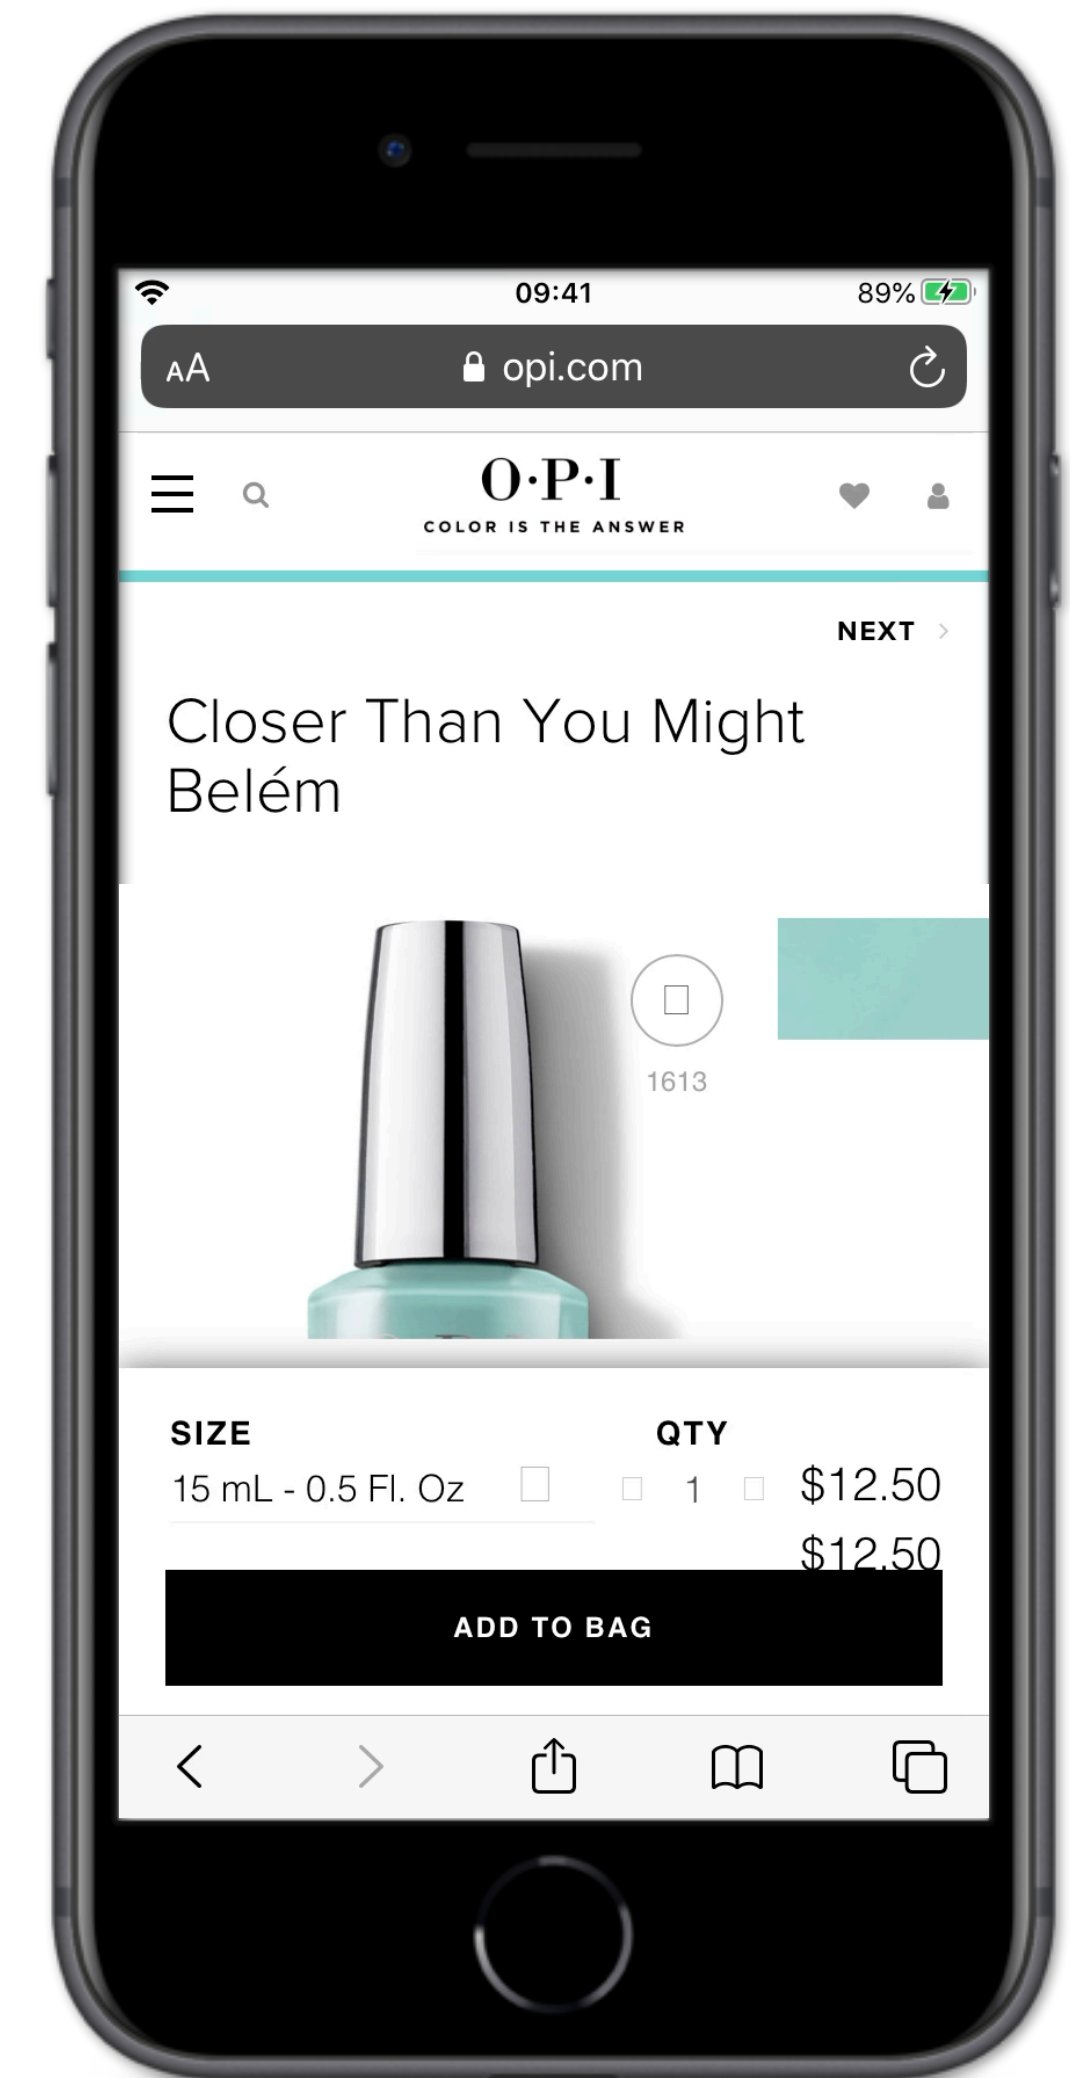 09:41
89%
AA
opi.com
O·P·I
COLOR IS THE ANSWER
NEXT
Closer Than You Might
Belém
1613
SIZE
QTY
15 mL - 0.5 Fl. Oz
1
$12.50
$12.50
ADD TO BAG